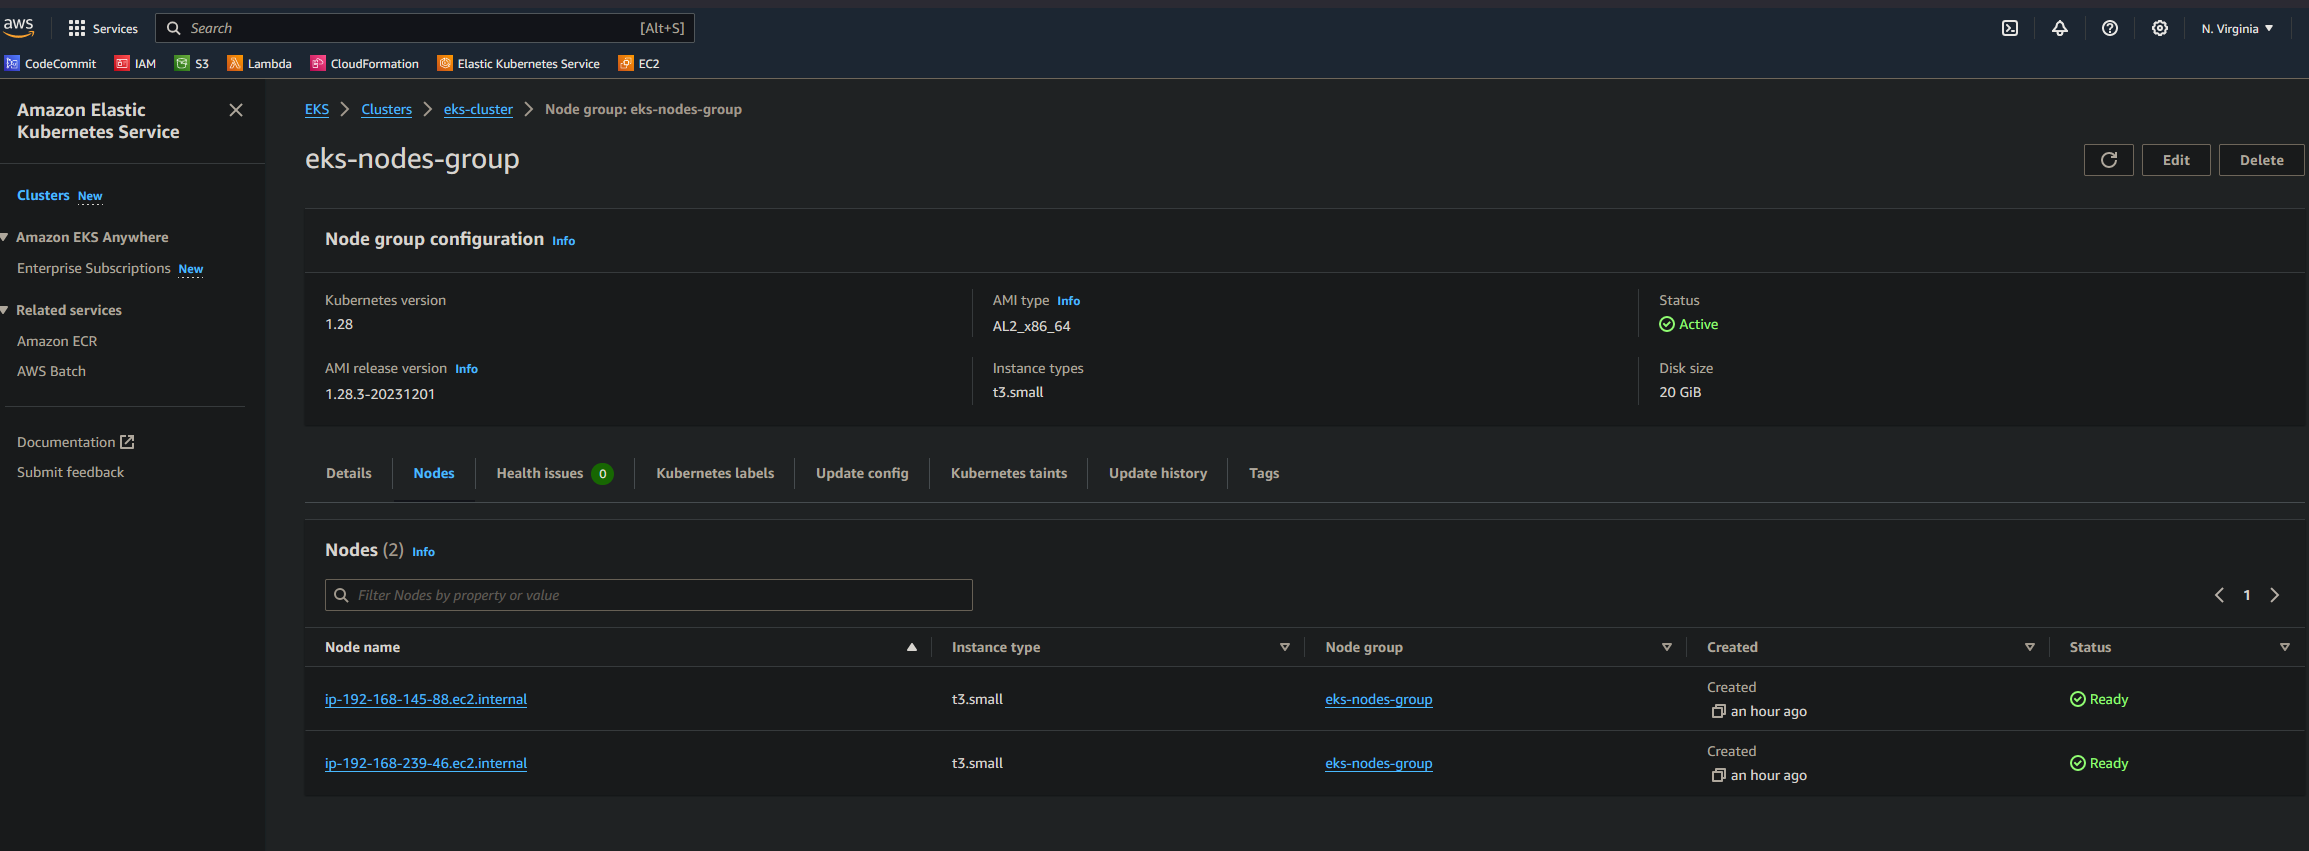 aws
Services
Search [Alt+S]
N. Virginia
CodeCommit IAM S3 Lambda CloudFormation Elastic Kubernetes Service EC2
Amazon Elastic
Kubernetes Service
Clusters New
Amazon EKS Anywhere
Enterprise Subscriptions New
Related services
Amazon ECR
AWS Batch
Documentation
Submit feedback
EKS Clusters eks-cluster Node group: eks-nodes-group
eks-nodes-group
Edit Delete
Node group configuration Info
Kubernetes version
1.28
AMI type Info
AL2_x86_64
Status
Active
AMI release version Info
1.28.3-20231201
Instance types
t3.small
Disk size
20 GiB
Details Nodes Health issues 0 Kubernetes labels Update config Kubernetes taints Update history Tags
Nodes (2) Info
Filter Nodes by property or value
1
Node name Instance type Node group Created Status
ip-192-168-145-88.ec2.internal t3.small eks-nodes-group Created an hour ago Ready
ip-192-168-239-46.ec2.internal t3.small eks-nodes-group Created an hour ago Ready